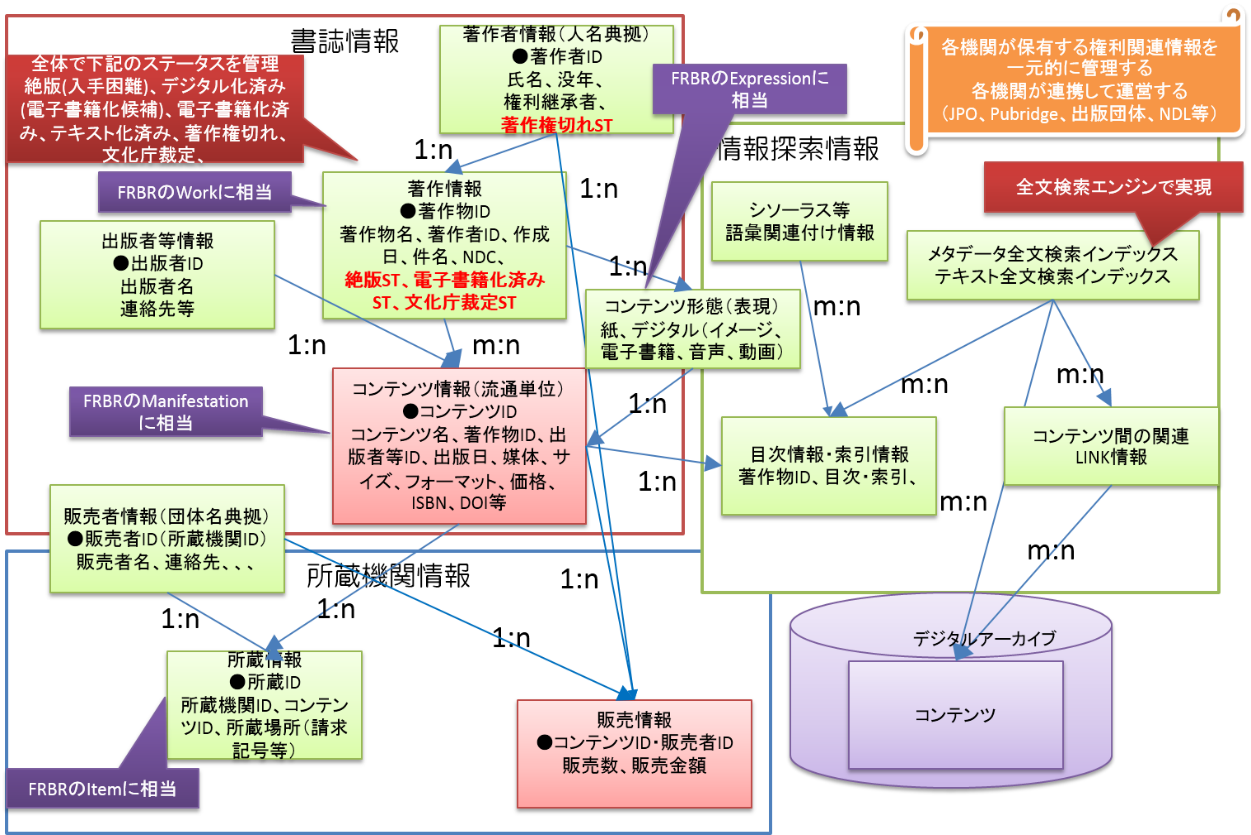 書誌情報
全体で下記のステータスを管理
絶版(入手困難)、デジタル化済み
(電子書籍化候補)、電子書籍化済
み、テキスト化済み、著作権切れ、
文化庁裁定、
著作者情報（人名典拠）
●著作者ID
氏名、没年、
権利継承者、
著作権切れST
FRBRのExpressionに
相当
各機関が保有する権利関連情報を
一元的に管理する
各機関が連携して運営する
（JPO、Pubridge、出版団体、NDL等）
情報探索情報
1:n
1:n
FRBRのWorkに相当
著作情報
●著作物ID
著作物名、著作者ID、作成
日、件名、NDC、
絶版ST、電子書籍化済み
ST、文化庁裁定ST
シソーラス等
語彙関連付け情報
全文検索エンジンで実現
出版者等情報
●出版者ID
出版者名
連絡先等
メタデータ全文検索インデックス
テキスト全文検索インデックス
1:n
コンテンツ形態（表現）
紙、デジタル（イメージ、
電子書籍、音声、動画）
m:n
1:n
m:n
m:n
m:n
FRBRのManifestation
に相当
コンテンツ情報（流通単位）
●コンテンツID
コンテンツ名、著作物ID、出
版者等ID、出版日、媒体、サ
イズ、フォーマット、価格、
ISBN、DOI等
1:n
1:n
目次情報・索引情報
著作物ID、目次・索引、
コンテンツ間の関連
LINK情報
m:n
m:n
販売者情報（団体名典拠）
●販売者ID（所蔵機関ID）
販売者名、連絡先、、、
所蔵機関情報
1:n
1:n
1:n
1:n
所蔵情報
●所蔵ID
所蔵機関ID、コンテン
ツID、所蔵場所（請求
記号等）
FRBRのItemに相当
販売情報
●コンテンツID・販売者ID
販売数、販売金額
デジタルアーカイブ
コンテンツ